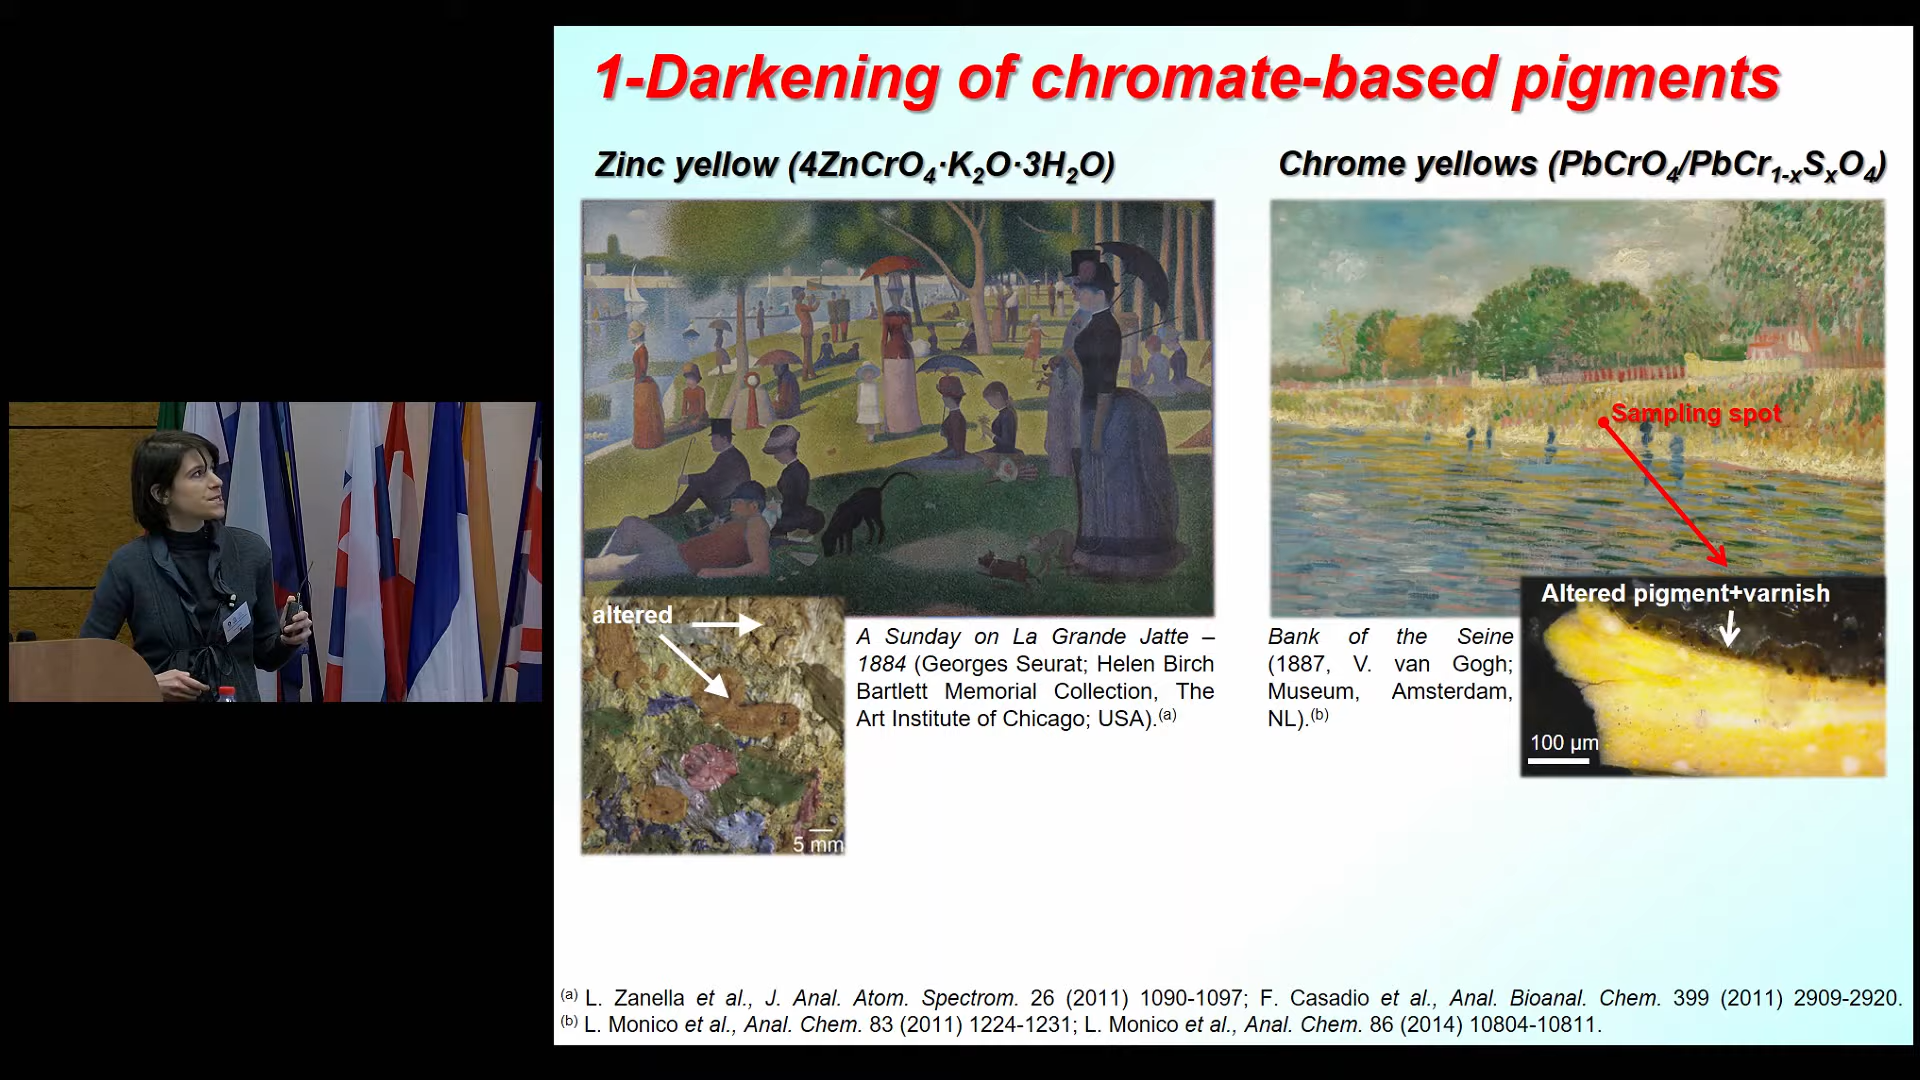 1-Darkening of chromate-based pigments
Zinc yellow (4ZnCrO4·K2O·3H2O)
altered
5 mm
A Sunday on La Grande Jatte –
1884 (Georges Seurat; Helen Birch
Bartlett Memorial Collection, The
Art Institute of Chicago; USA).(a)
Chrome yellows (PbCrO4/PbCr1-xSxO4)
Sampling spot
Altered pigment+varnish
100 µm
Bank of the Seine
(1887, V. van Gogh;
Museum, Amsterdam,
NL).(b)
(a) L. Zanella et al., J. Anal. Atom. Spectrom. 26 (2011) 1090-1097; F. Casadio et al., Anal. Bioanal. Chem. 399 (2011) 2909-2920.
(b) L. Monico et al., Anal. Chem. 83 (2011) 1224-1231; L. Monico et al., Anal. Chem. 86 (2014) 10804-10811.